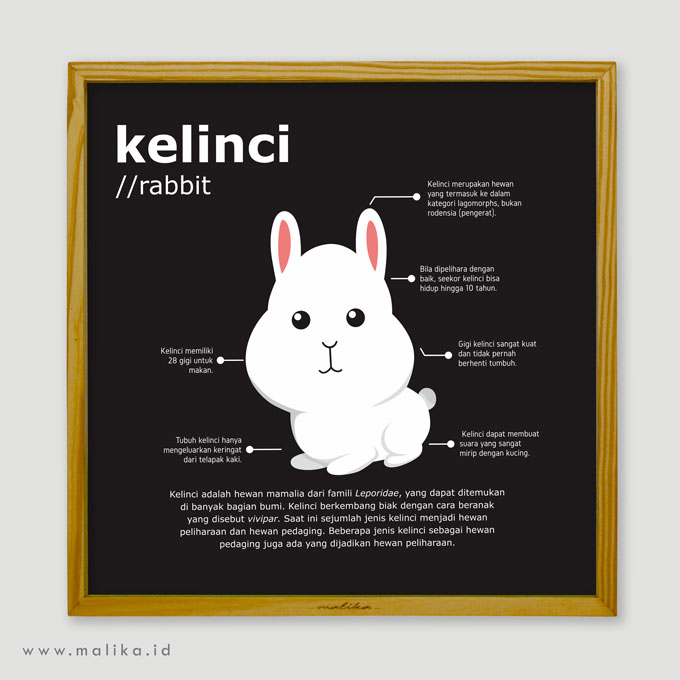 kelinci
//rabbit
Kelinci merupakan hewan
yang termasuk ke dalam
kategori lagomorphs, bukan
rodensia (pengerat).
Bila dipelihara dengan
baik, seekor kelinci bisa
hidup hingga 10 tahun.
Kelinci memiliki
28 gigi untuk
makan.
Gigi kelinci sangat kuat
dan tidak pernah
berhenti tumbuh.
Tubuh kelinci hanya
mengeluarkan keringat
dari telapak kaki.
Kelinci dapat membuat
suara yang sangat
mirip dengan kucing.
Kelinci adalah hewan mamalia dari famili Leporidae, yang dapat ditemukan
di banyak bagian bumi. Kelinci berkembang biak dengan cara beranak
yang disebut vivipar. Saat ini sejumlah jenis kelinci menjadi hewan
peliharaan dan hewan pedaging. Beberapa jenis kelinci sebagai hewan
pedaging juga ada yang dijadikan hewan peliharaan.
malika
www.malika.id